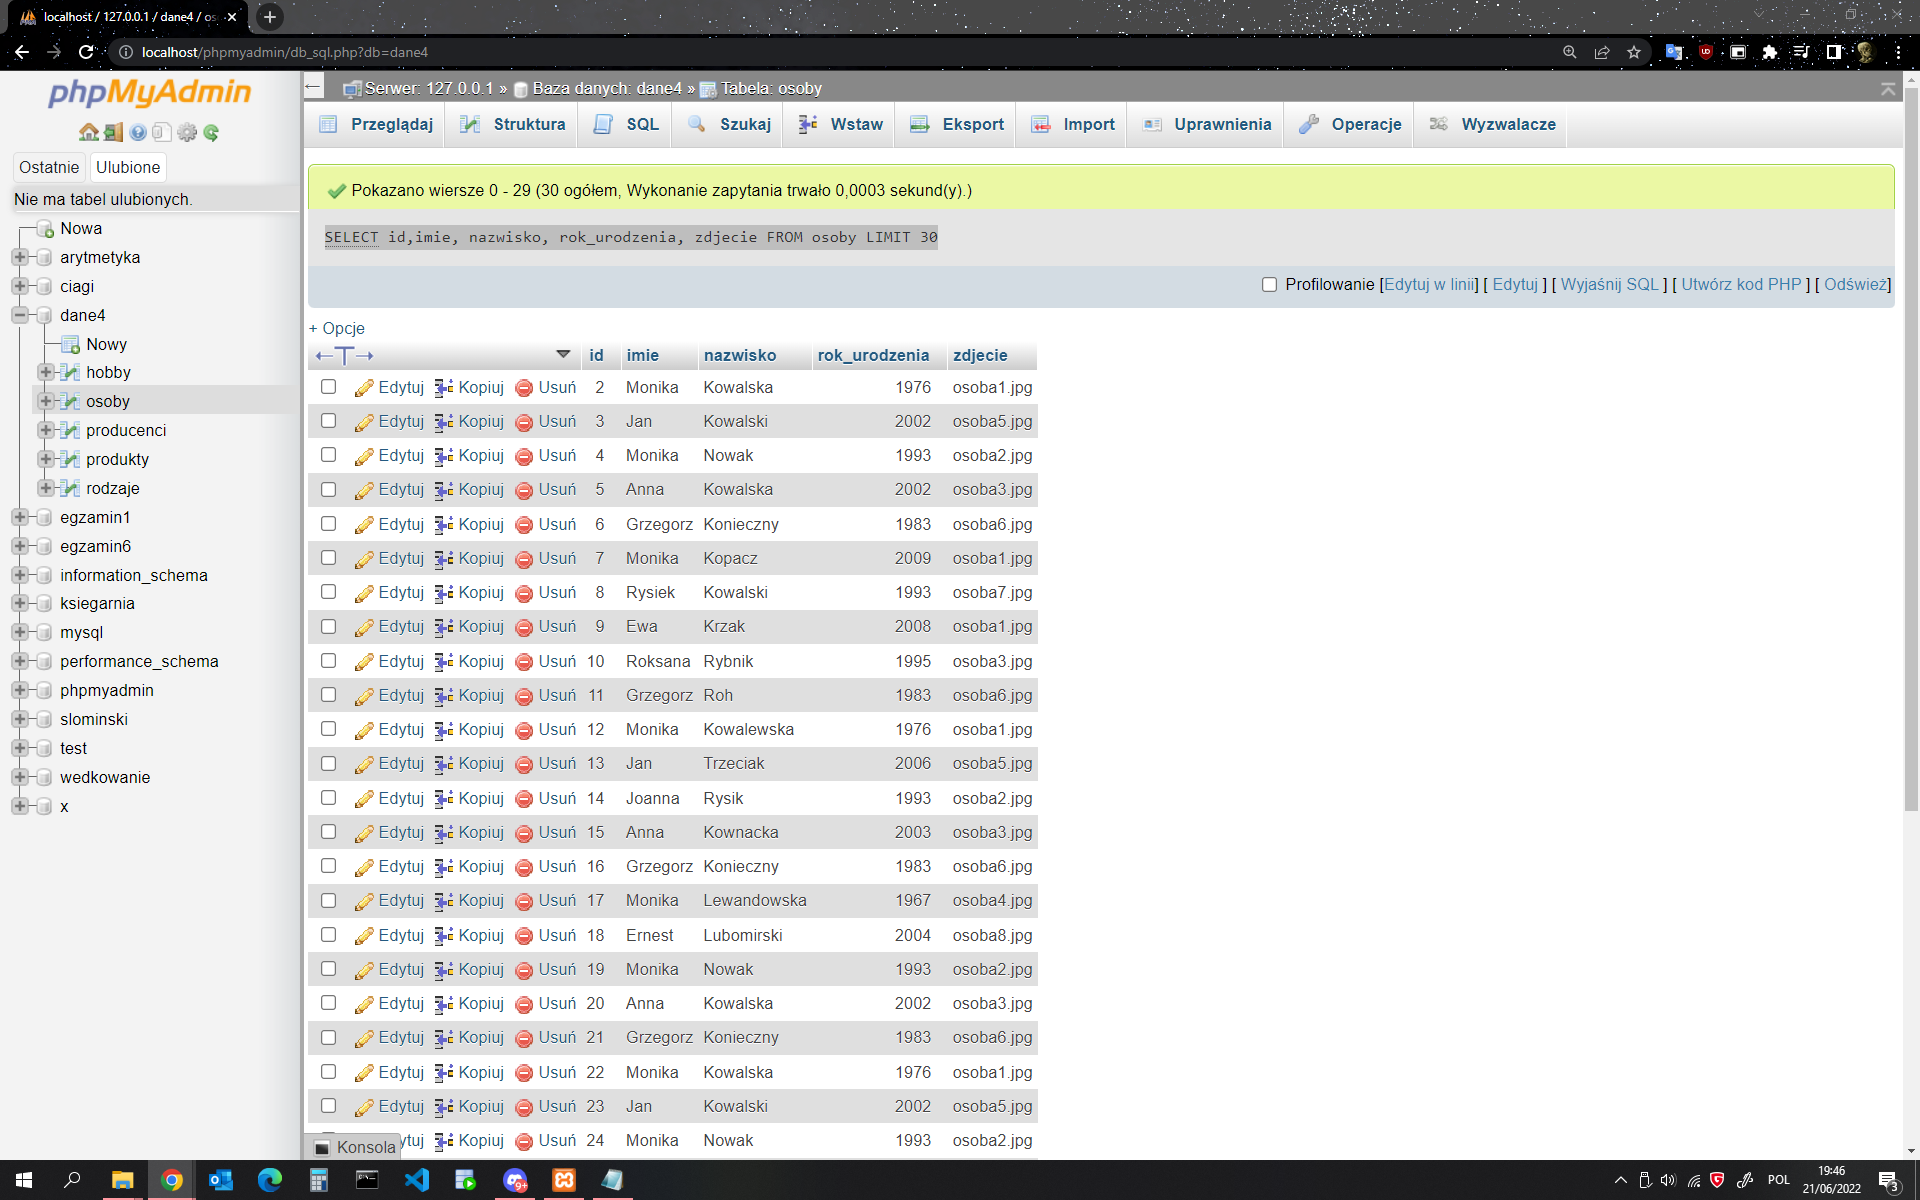 localhost / 127.0.0.1 / dane4 / os
localhost/phpmyadmin/db_sql.php?db=dane4
phpMyAdmin
Ostatnie Ulubione
Nie ma tabel ulubionych.
Nowa
arytmetyka
ciagi
dane4
Nowy
hobby
osoby
producenci
produkty
rodzaje
egzamin1
egzamin6
information_schema
ksiegarnia
mysql
performance_schema
phpmyadmin
slominski
test
wedkowanie
x
Serwer: 127.0.0.1 » Baza danych: dane4 » Tabela: osoby
Przeglądaj Struktura SQL Szukaj Wstaw Eksport Import Uprawnienia Operacje Wyzwalacze
Pokazano wiersze 0 - 29 (30 ogółem, Wykonanie zapytania trwało 0,0003 sekund(y).)
SELECT id,imie, nazwisko, rok_urodzenia, zdjecie FROM osoby LIMIT 30
Profilowanie [Edytuj w linii] [ Edytuj ] [ Wyjaśnij SQL ] [ Utwórz kod PHP ] [ Odśwież]
+ Opcje
←T→ id imie nazwisko rok_urodzenia zdjecie
Edytuj Kopiuj Usuń 2 Monika Kowalska 1976 osoba1.jpg
Edytuj Kopiuj Usuń 3 Jan Kowalski 2002 osoba5.jpg
Edytuj Kopiuj Usuń 4 Monika Nowak 1993 osoba2.jpg
Edytuj Kopiuj Usuń 5 Anna Kowalska 2002 osoba3.jpg
Edytuj Kopiuj Usuń 6 Grzegorz Konieczny 1983 osoba6.jpg
Edytuj Kopiuj Usuń 7 Monika Kopacz 2009 osoba1.jpg
Edytuj Kopiuj Usuń 8 Rysiek Kowalski 1993 osoba7.jpg
Edytuj Kopiuj Usuń 9 Ewa Krzak 2008 osoba1.jpg
Edytuj Kopiuj Usuń 10 Roksana Rybnik 1995 osoba3.jpg
Edytuj Kopiuj Usuń 11 Grzegorz Roh 1983 osoba6.jpg
Edytuj Kopiuj Usuń 12 Monika Kowalewska 1976 osoba1.jpg
Edytuj Kopiuj Usuń 13 Jan Trzeciak 2006 osoba5.jpg
Edytuj Kopiuj Usuń 14 Joanna Rysik 1993 osoba2.jpg
Edytuj Kopiuj Usuń 15 Anna Kownacka 2003 osoba3.jpg
Edytuj Kopiuj Usuń 16 Grzegorz Konieczny 1983 osoba6.jpg
Edytuj Kopiuj Usuń 17 Monika Lewandowska 1967 osoba4.jpg
Edytuj Kopiuj Usuń 18 Ernest Lubomirski 2004 osoba8.jpg
Edytuj Kopiuj Usuń 19 Monika Nowak 1993 osoba2.jpg
Edytuj Kopiuj Usuń 20 Anna Kowalska 2002 osoba3.jpg
Edytuj Kopiuj Usuń 21 Grzegorz Konieczny 1983 osoba6.jpg
Edytuj Kopiuj Usuń 22 Monika Kowalska 1976 osoba1.jpg
Edytuj Kopiuj Usuń 23 Jan Kowalski 2002 osoba5.jpg
ytuj Kopiuj Usuń 24 Monika Nowak 1993 osoba2.jpg
Konsola
POL 19:46
21/06/2022
3